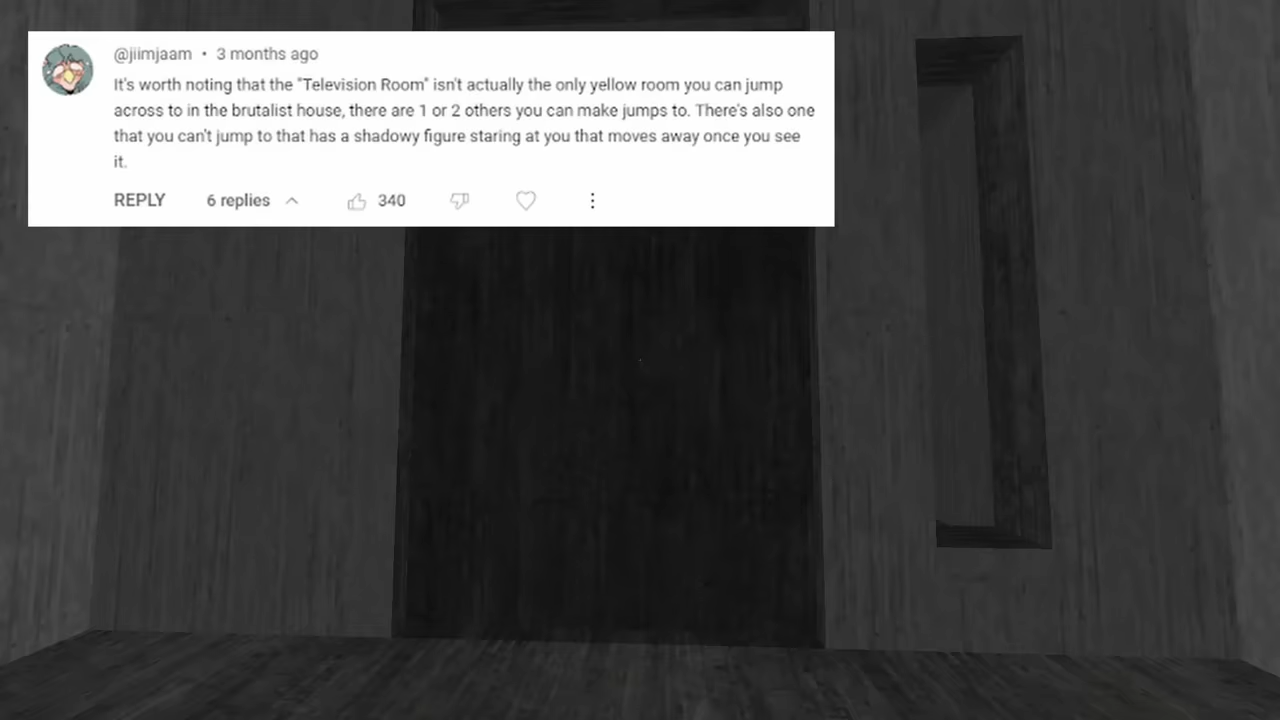 @jiimjaam • 3 months ago
It's worth noting that the "Television Room" isn't actually the only yellow room you can jump
across to in the brutalist house, there are 1 or 2 others you can make jumps to. There's also one
that you can't jump to that has a shadowy figure staring at you that moves away once you see
it.
REPLY 6 replies 340